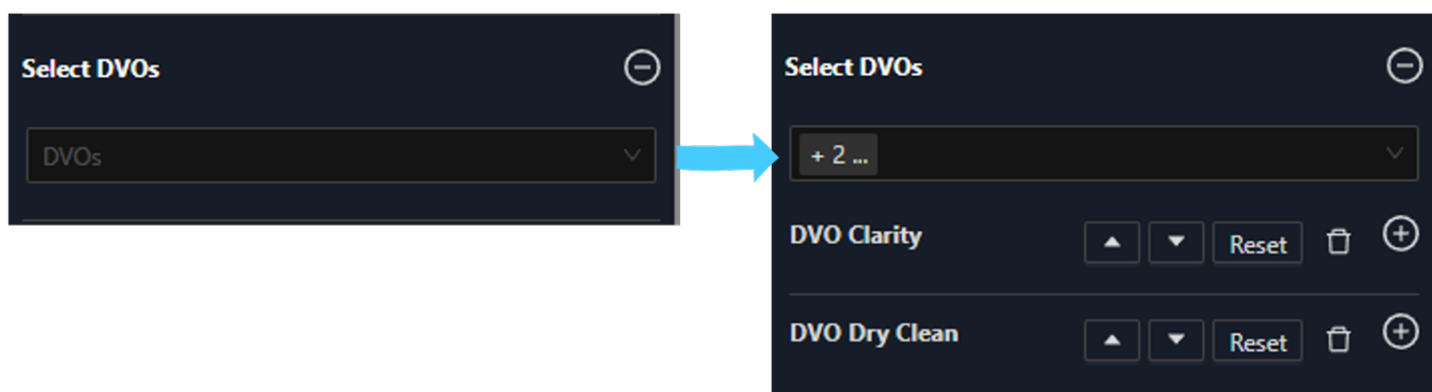 Select DVOs
DVOs
Select DVOs
+ 2 ...
DVO Clarity
Reset
DVO Dry Clean
Reset